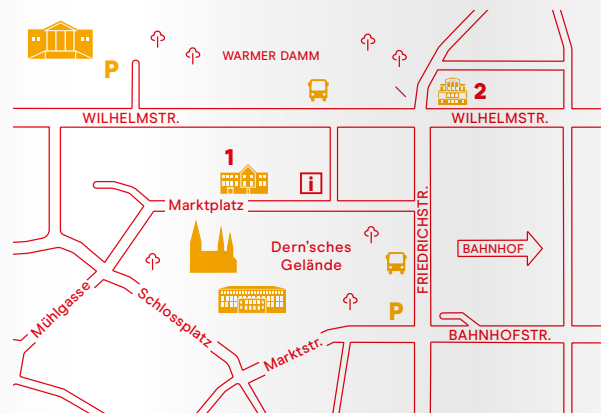 P
WARMER DAMM
2
WILHELMSTR.
WILHELMSTR.
1
i
Marktplatz
FRIEDRICHSTR.
Dern'sches
Gelände
BAHNHOF
Mühlgasse
Schlossplatz
P
Marktstr.
BAHNHOFSTR.